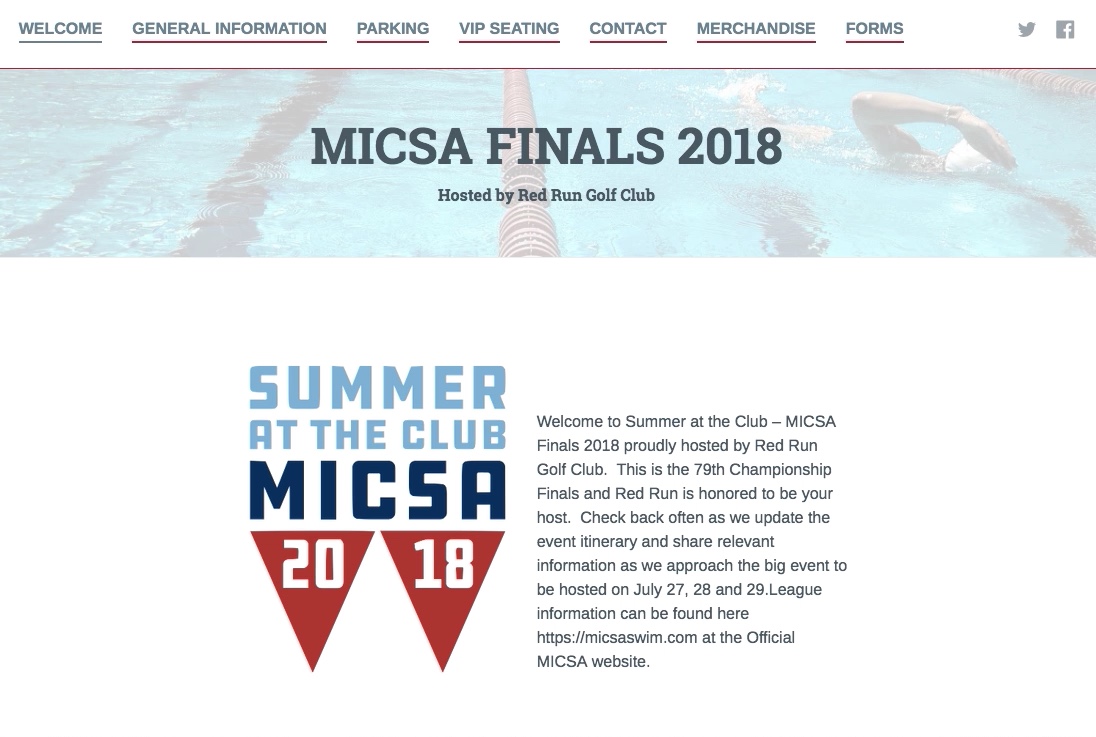 WELCOME GENERAL INFORMATION PARKING VIP SEATING CONTACT MERCHANDISE FORMS
MICSA FINALS 2018
Hosted by Red Run Golf Club
SUMMER
AT THE CLUB
MICSA
20 18
Welcome to Summer at the Club – MICSA
Finals 2018 proudly hosted by Red Run
Golf Club.  This is the 79th Championship
Finals and Red Run is honored to be your
host.  Check back often as we update the
event itinerary and share relevant
information as we approach the big event to
be hosted on July 27, 28 and 29.League
information can be found here
https://micsaswim.com at the Official
MICSA website.